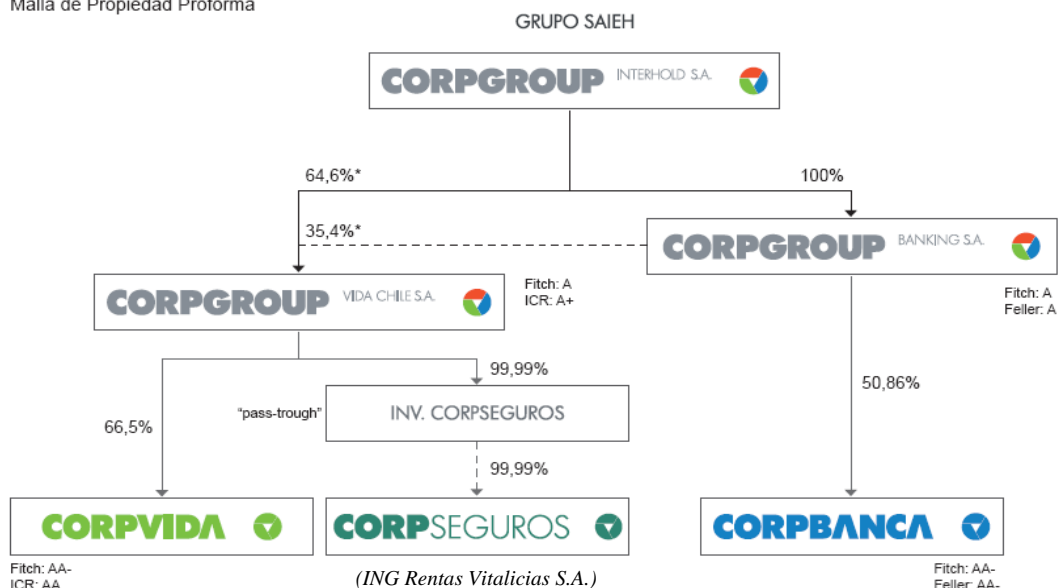 Malla de Propiedad Proforma
GRUPO SAIEH
CORPGROUP INTERHOLD S.A.
64,6%*
100%
35,4%*
CORPGROUP BANKING S.A.
CORPGROUP VIDA CHILE S.A.
Fitch: A
ICR: A+
Fitch: A
Feller: A
99,99%
50,86%
"pass-trough"
INV. CORPSEGUROS
66,5%
99,99%
CORPVIDA
CORPSEGUROS
CORPBANCA
Fitch: AA-
ICR: AA
(ING Rentas Vitalicias S.A.)
Fitch: AA-
Feller: AA-